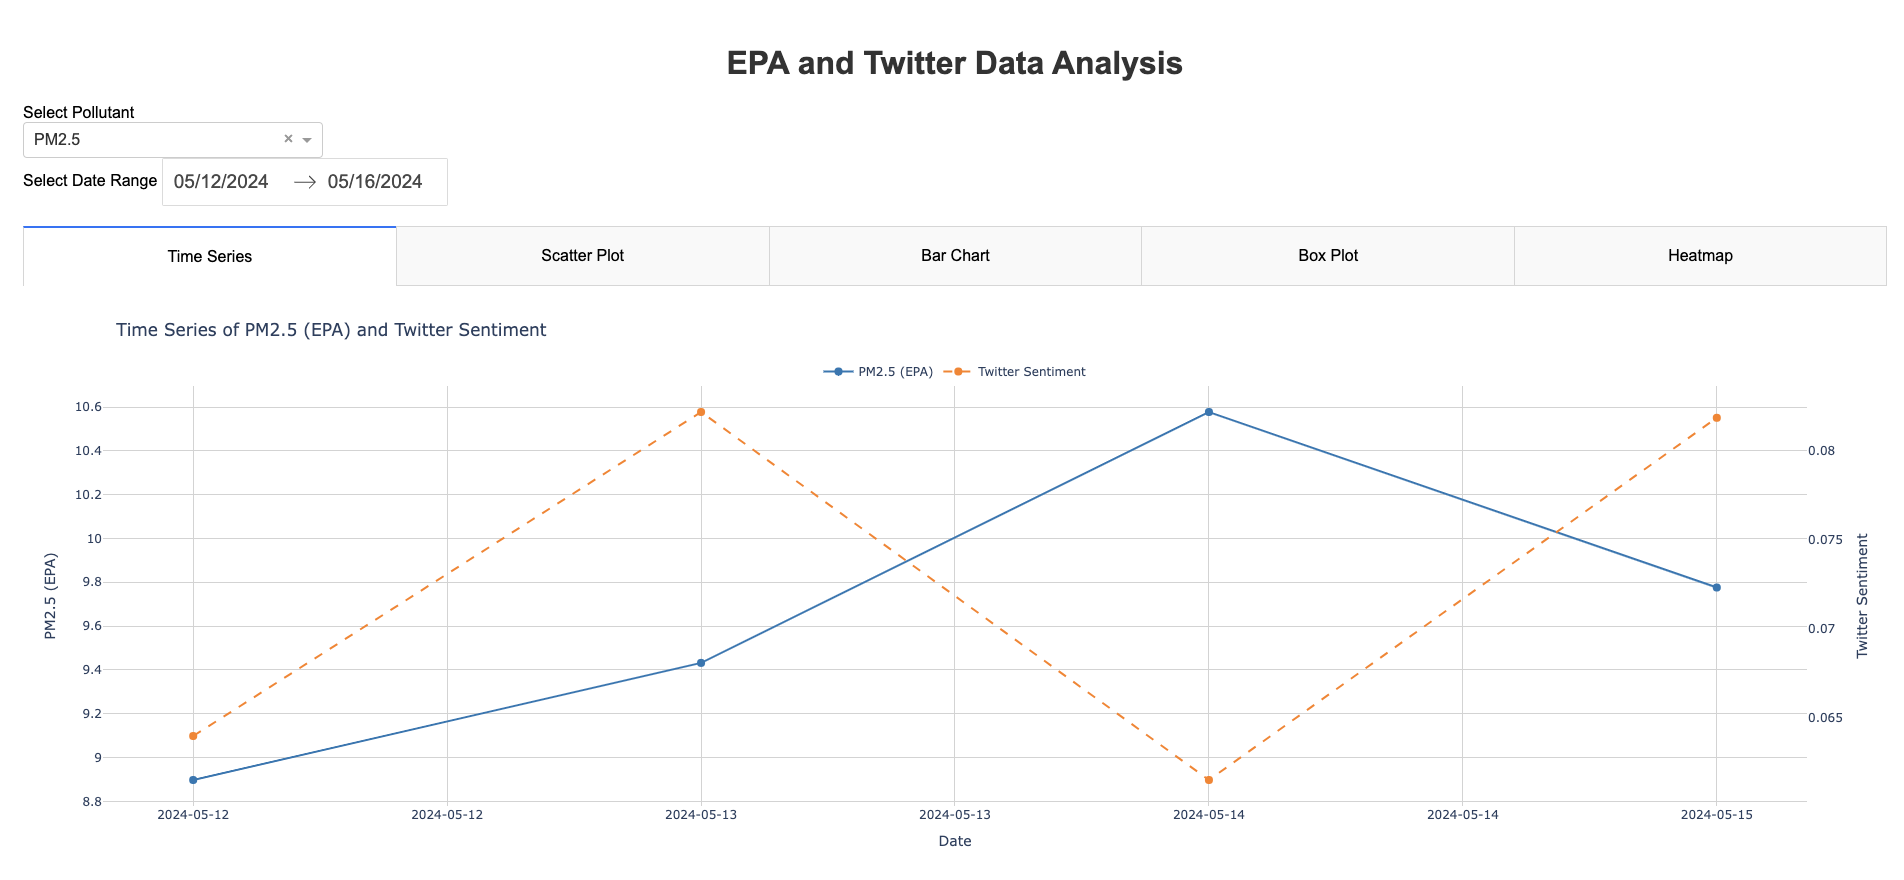 EPA and Twitter Data Analysis
Select Pollutant
PM2.5 ×
Select Date Range 05/12/2024 → 05/16/2024
Time Series Scatter Plot Bar Chart Box Plot Heatmap
Time Series of PM2.5 (EPA) and Twitter Sentiment
PM2.5 (EPA) Twitter Sentiment
10.6
10.4 0.08
10.2
10 0.075
9.8
9.6 0.07
9.4
9.2 0.065
9
8.8
PM2.5 (EPA)
Twitter Sentiment
2024-05-12 2024-05-12 2024-05-13 2024-05-13 2024-05-14 2024-05-14 2024-05-15
Date